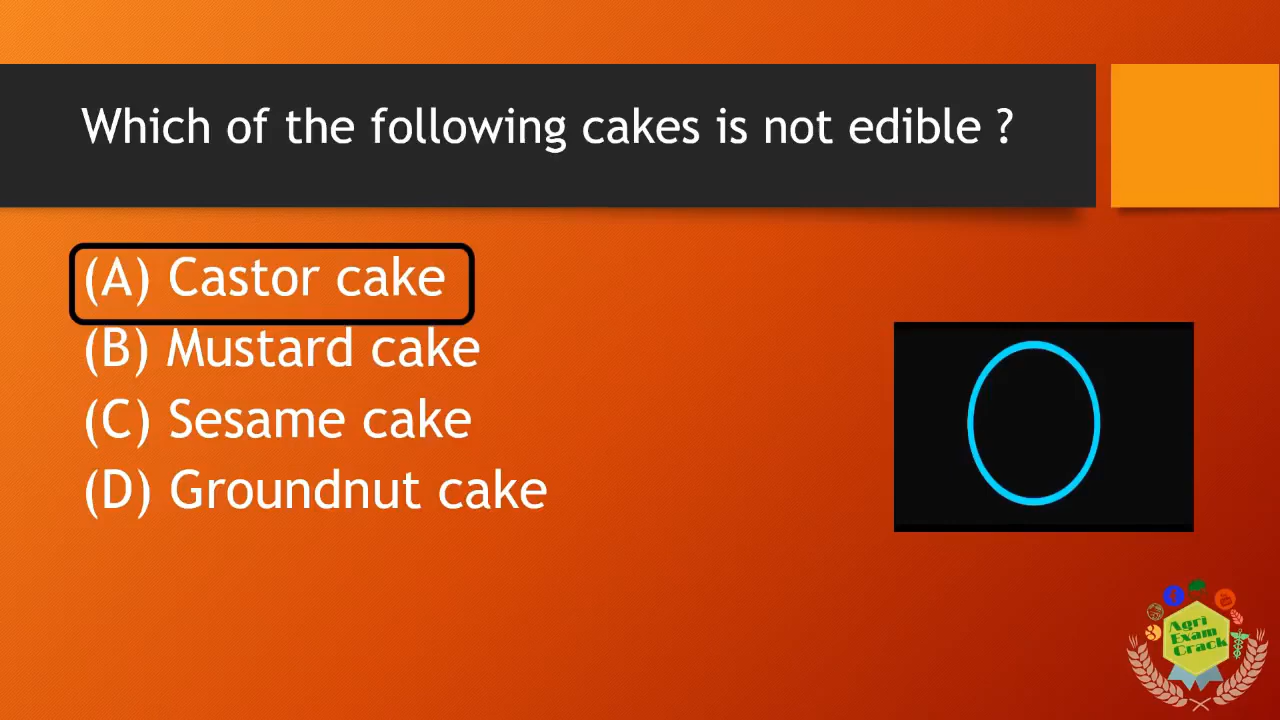 Which of the following cakes is not edible ?
(A) Castor cake
(B) Mustard cake
(C) Sesame cake
(D) Groundnut cake
Agri
Exam
Crack